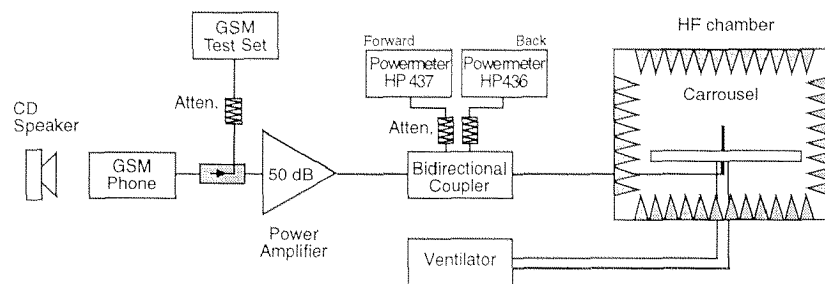 GSM
Test Set
Forward
Back
HF chamber
Powermeter
HP 437
Powermeter
HP436
CD
Speaker
Atten.
Atten.
Carrousel
GSM
Phone
50 dB
Bidirectional
Coupler
Power
Amplifier
Ventilator